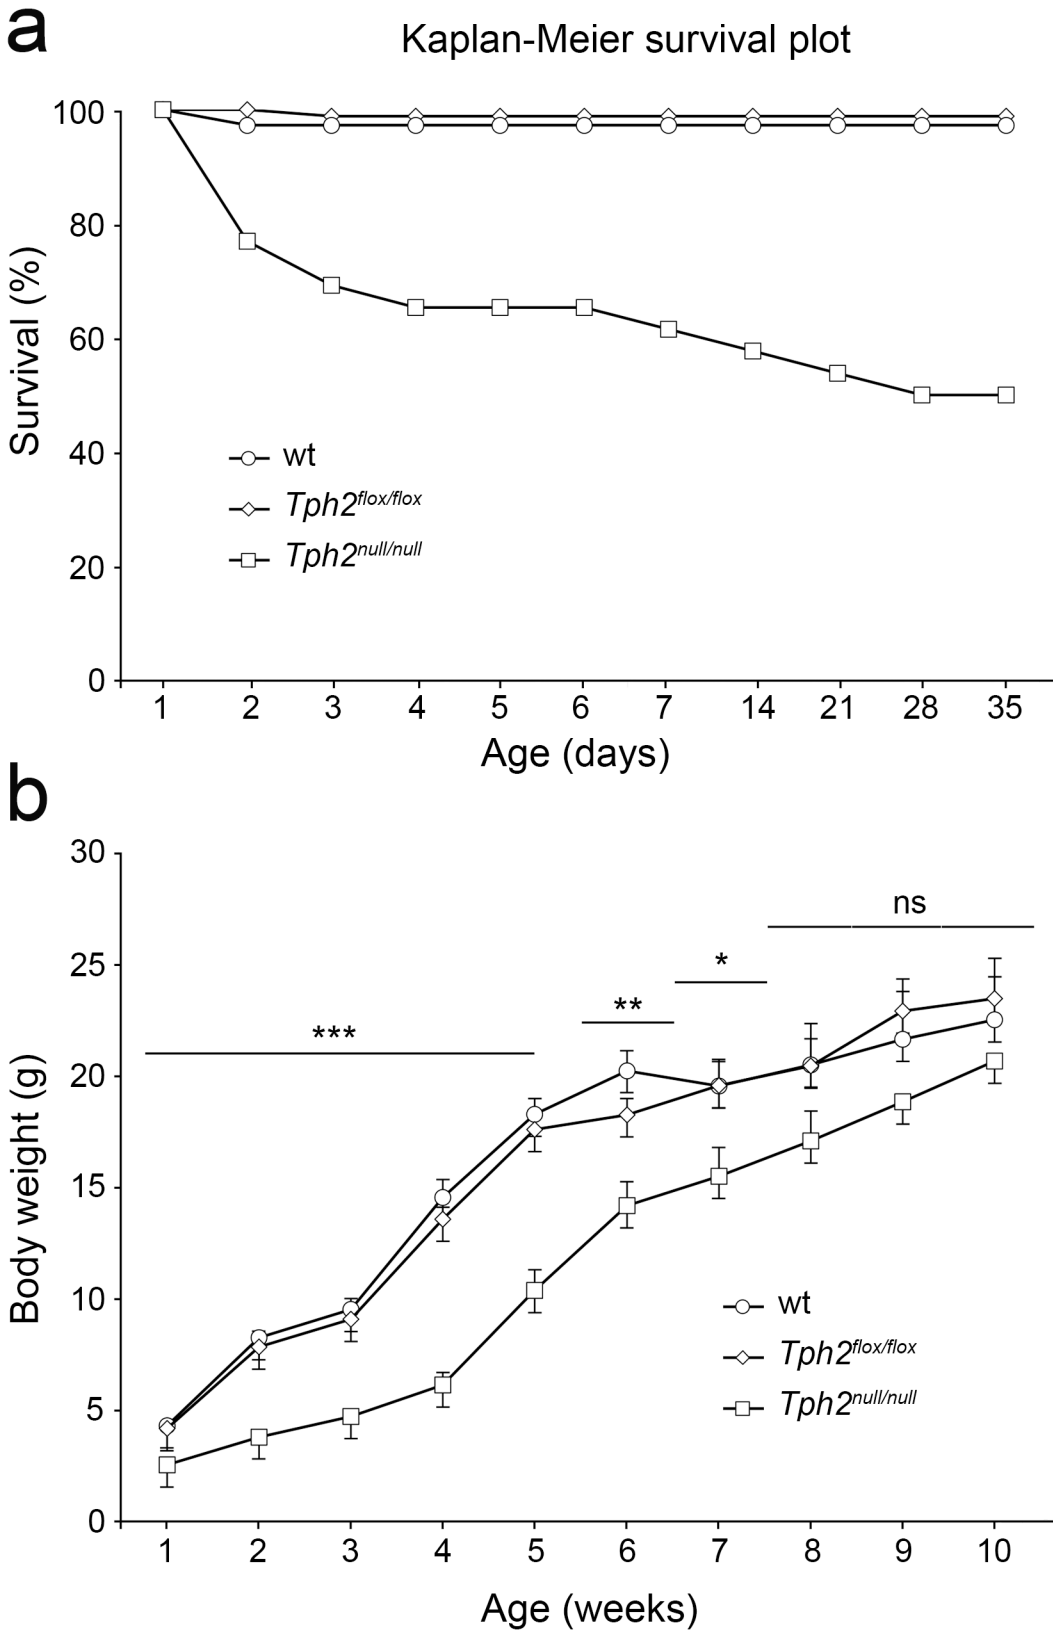 a
Kaplan-Meier survival plot
100
80
60
40
20
0
Survival (%)
wt
Tph2flox/flox
Tph2null/null
1 2 3 4 5 6 7 14 21 28 35
Age (days)
b
30
25
20
15
10
5
0
Body weight (g)
***
**
*
ns
wt
Tph2flox/flox
Tph2null/null
1 2 3 4 5 6 7 8 9 10
Age (weeks)